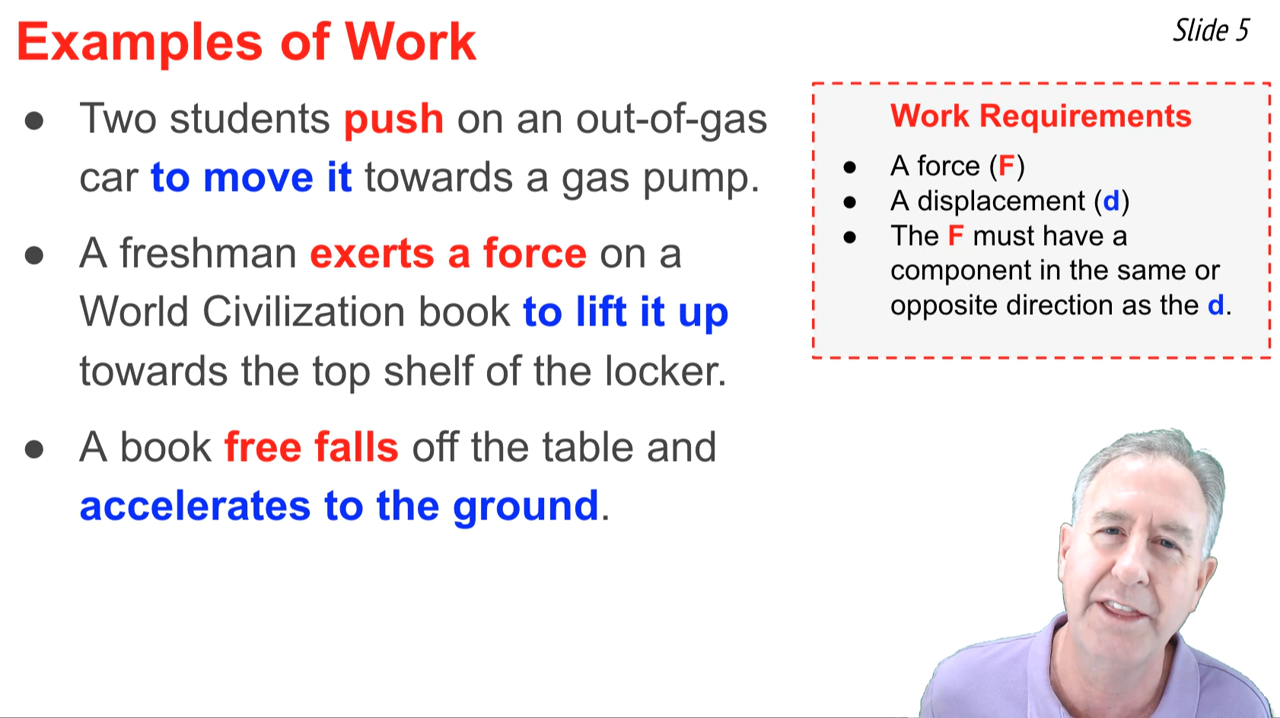 Examples of Work
Slide 5
● Two students push on an out-of-gas
car to move it towards a gas pump.
● A freshman exerts a force on a
World Civilization book to lift it up
towards the top shelf of the locker.
● A book free falls off the table and
accelerates to the ground.
Work Requirements
● A force (F)
● A displacement (d)
● The F must have a
component in the same or
opposite direction as the d.